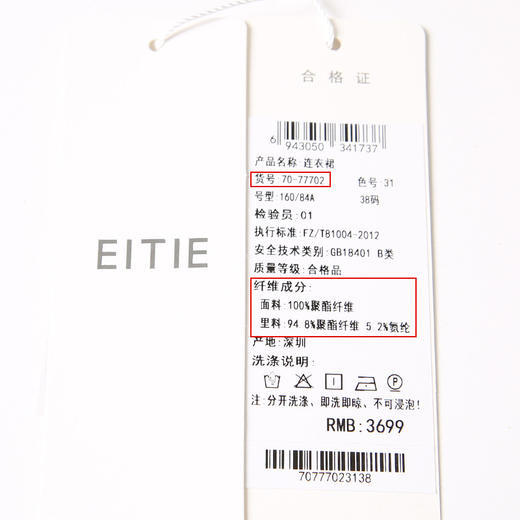 EITIE
合格证
6 943050 341737
产品名称 连衣裙
货号:70-77702 色号:31
号型:160/84A 38码
检验员:01
执行标准:FZ/T81004-2012
安全技术类别:GB18401 B类
质量等级:合格品
纤维成分:
面料:100%聚酯纤维
里料:94.8%聚酯纤维 5.2%氨纶
产地:深圳
洗涤说明:
注:分开洗涤、即洗即晾、不可浸泡!
RMB:3699
70777023138